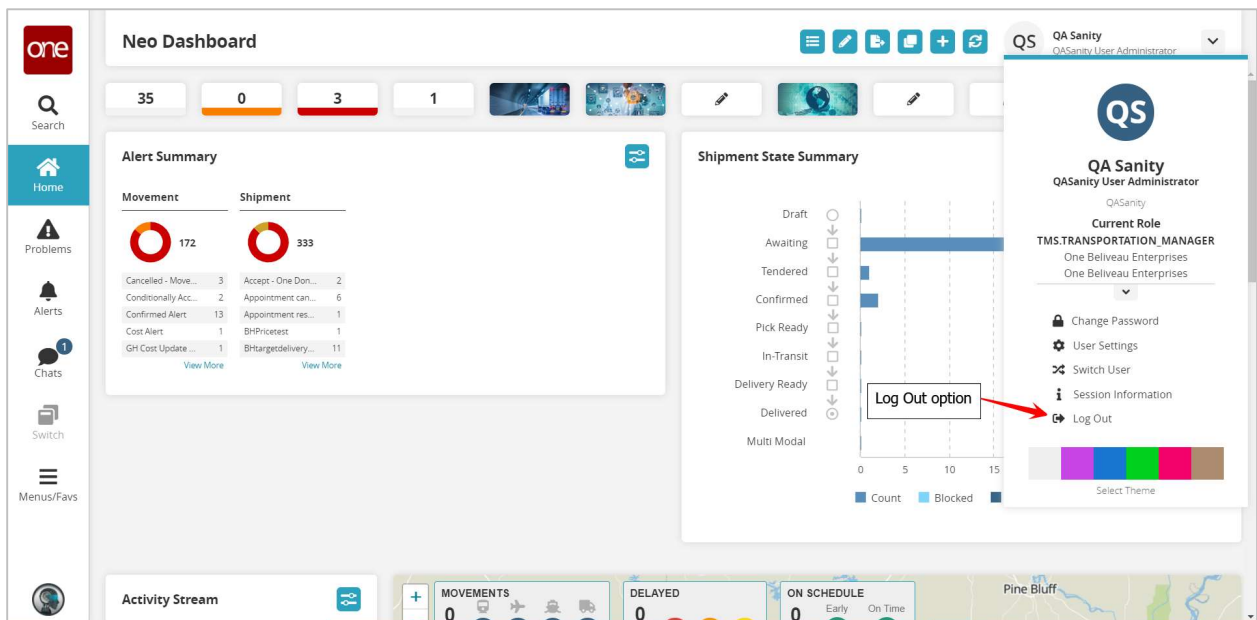 one
Search
Home
Problems
Alerts
1
Chats
Switch
Menus/Favs
Neo Dashboard
QS
QA Sanity
QASanity User Administrator
35
0
3
1
Alert Summary
Movement
172
Cancelled - Move... 3
Conditionally Acc... 2
Confirmed Alert 13
Cost Alert 1
GH Cost Update ... 1
View More
Shipment
333
Accept - One Don... 2
Appointment can... 6
Appointment res... 1
BHPricetest 1
BHtargetdelivery... 11
View More
Shipment State Summary
Draft
Awaiting
Tendered
Confirmed
Pick Ready
In-Transit
Delivery Ready
Delivered
Multi Modal
0 5 10 15
Count Blocked
Log Out option
QS
QA Sanity
QASanity User Administrator
QASanity
Current Role
TMS.TRANSPORTATION_MANAGER
One Beliveau Enterprises
One Beliveau Enterprises
Change Password
User Settings
Switch User
Session Information
Log Out
Select Theme
Activity Stream
+
MOVEMENTS
0
DELAYED
0
ON SCHEDULE
0 Early On Time
Pine Bluff